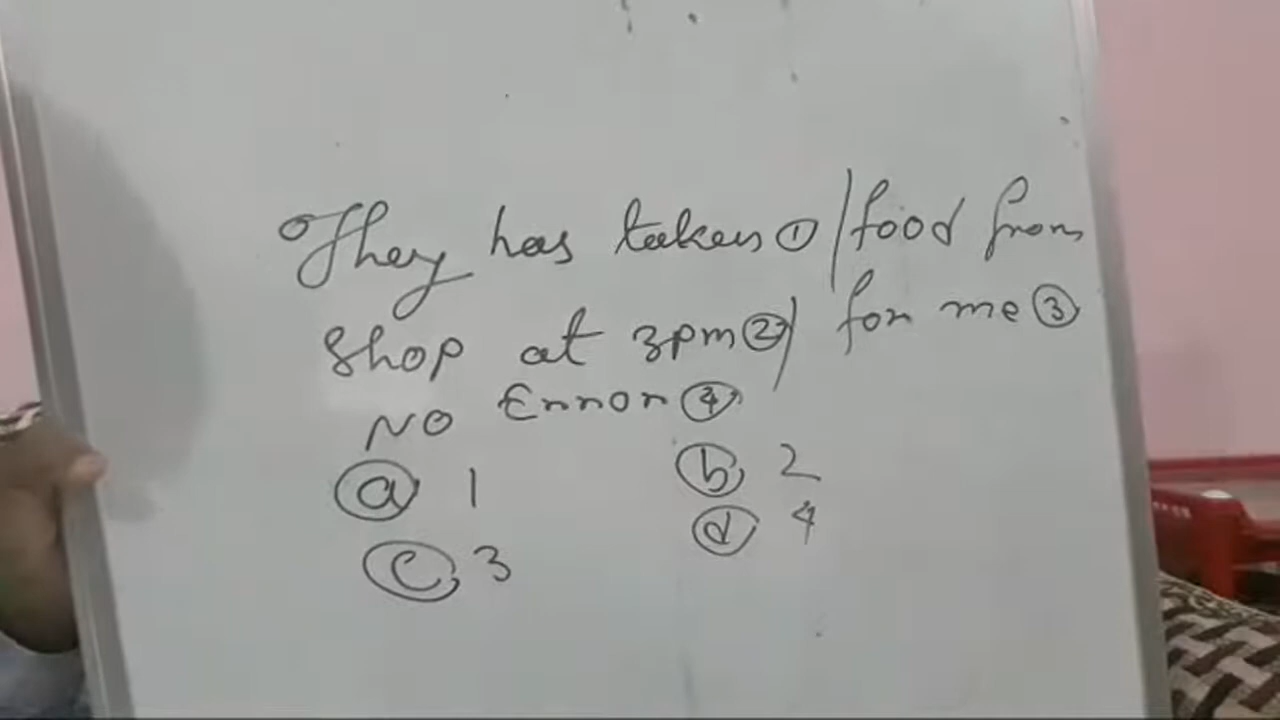 They has taken ① / food from
shop at 3pm ② / for me ③
NO Error ④
ⓐ 1 ⓑ 2
ⓒ 3 ⓓ 4